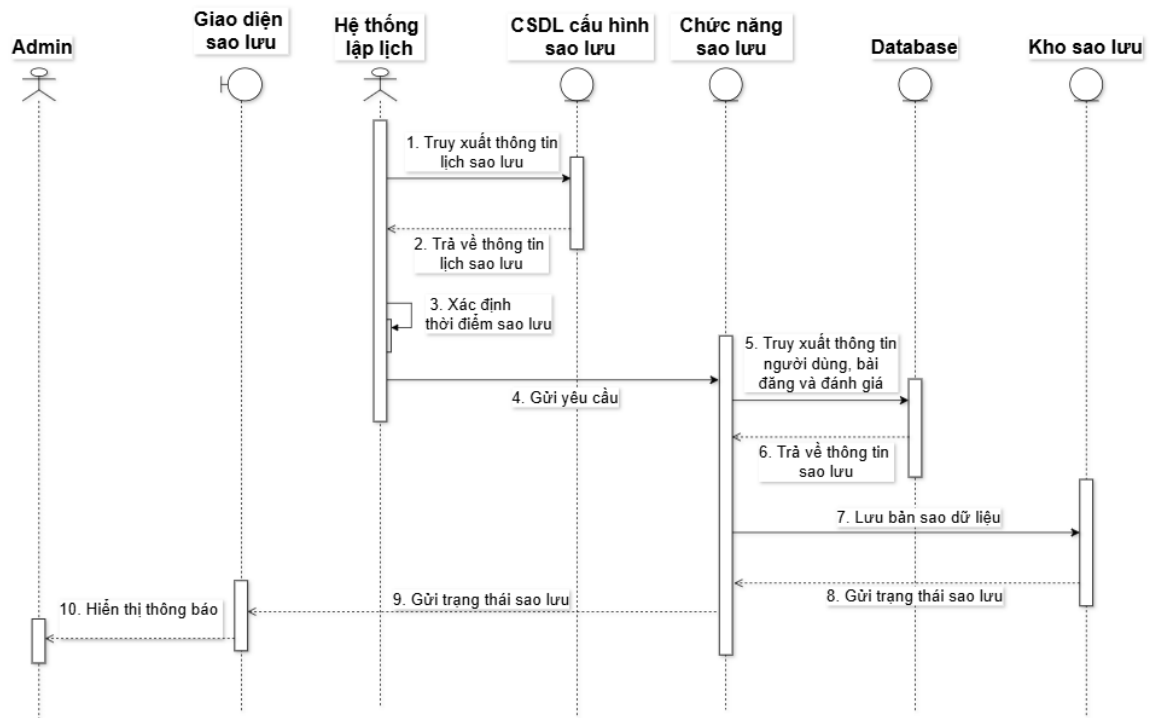 Admin
Giao diện
sao lưu
Hệ thống
lập lịch
CSDL cấu hình
sao lưu
Chức năng
sao lưu
Database
Kho sao lưu
1. Truy xuất thông tin
lịch sao lưu
2. Trả về thông tin
lịch sao lưu
3. Xác định
thời điểm sao lưu
4. Gửi yêu cầu
5. Truy xuất thông tin
người dùng, bài
đăng và đánh giá
6. Trả về thông tin
sao lưu
7. Lưu bản sao dữ liệu
8. Gửi trạng thái sao lưu
9. Gửi trạng thái sao lưu
10. Hiển thị thông báo